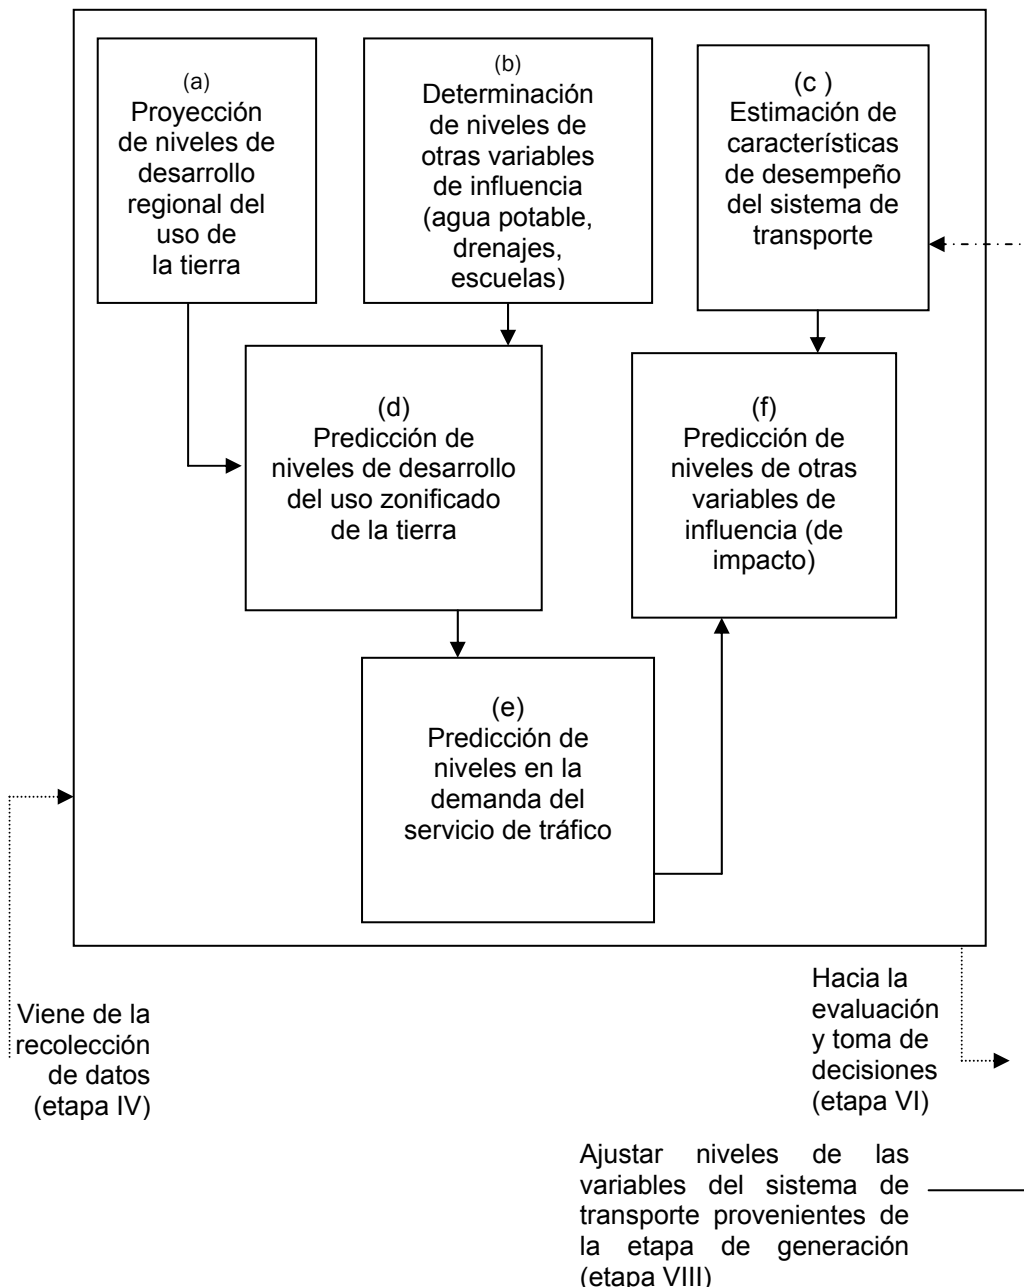 (a)
Proyección
de niveles de
desarrollo
regional del
uso de
la tierra
(b)
Determinación
de niveles de
otras variables
de influencia
(agua potable,
drenajes,
escuelas)
(c )
Estimación de
características
de desempeño
del sistema de
transporte
(d)
Predicción de
niveles de desarrollo
del uso zonificado
de la tierra
(f)
Predicción de
niveles de otras
variables de
influencia (de
impacto)
(e)
Predicción de
niveles en la
demanda del
servicio de tráfico
Viene de la
recolección
de datos
(etapa IV)
Hacia la
evaluación
y toma de
decisiones
(etapa VI)
Ajustar niveles de las
variables del sistema de
transporte provenientes de
la etapa de generación
(etapa VIII)